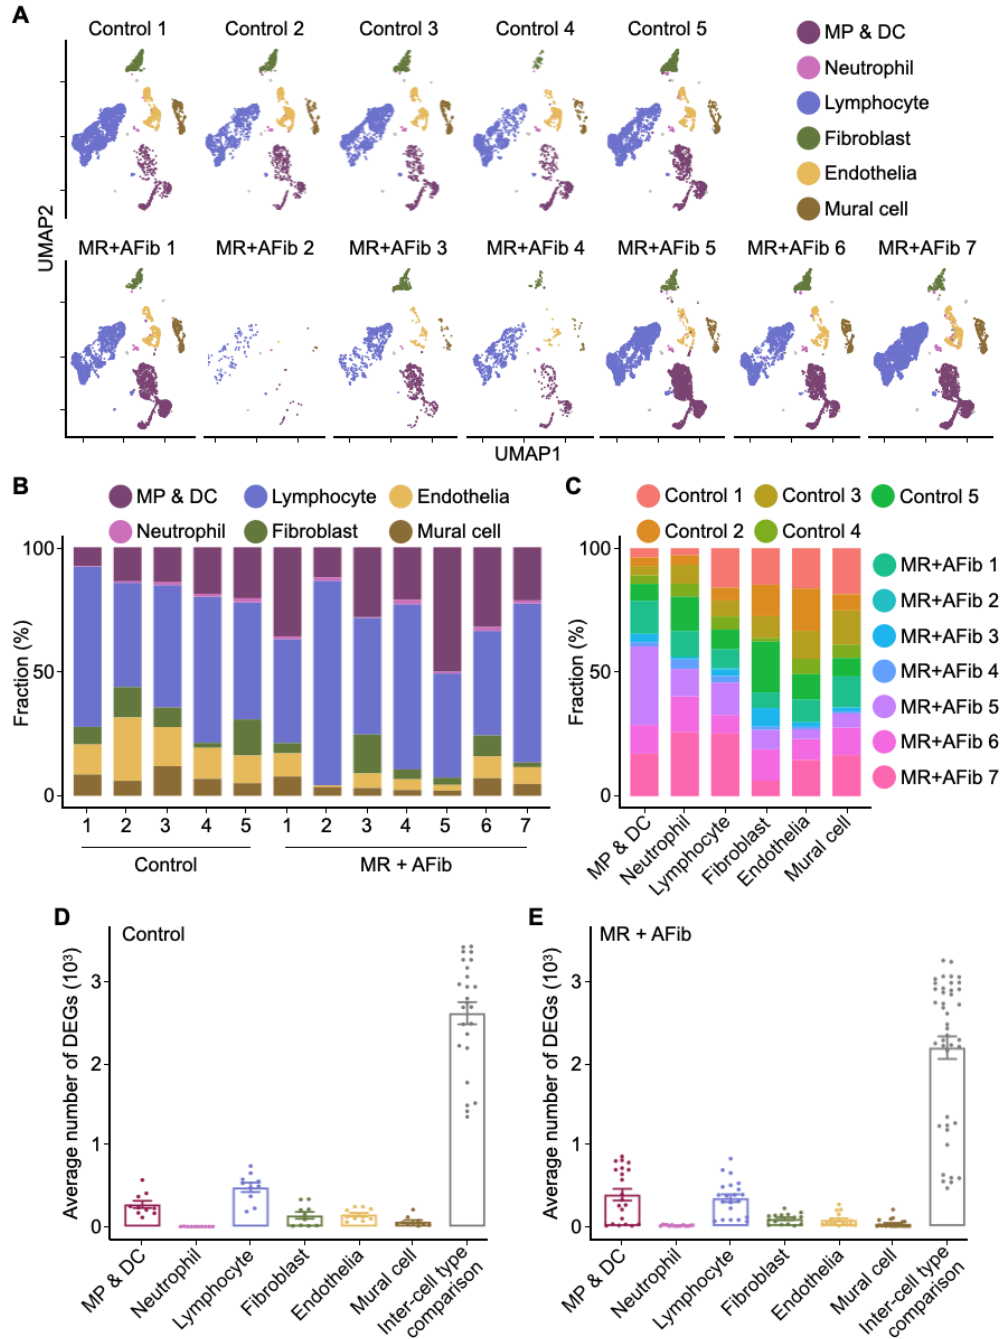 A
Control 1 Control 2 Control 3 Control 4 Control 5
MP & DC
Neutrophil
Lymphocyte
Fibroblast
Endothelia
Mural cell
UMAP2
MR+AFib 1 MR+AFib 2 MR+AFib 3 MR+AFib 4 MR+AFib 5 MR+AFib 6 MR+AFib 7
UMAP1
B
MP & DC Lymphocyte Endothelia
Neutrophil Fibroblast Mural cell
Fraction (%)
100
50
0
1 2 3 4 5 1 2 3 4 5 6 7
Control MR + AFib
C
Control 1 Control 3 Control 5
Control 2 Control 4
MR+AFib 1
MR+AFib 2
MR+AFib 3
MR+AFib 4
MR+AFib 5
MR+AFib 6
MR+AFib 7
Fraction (%)
100
50
0
MP & DC
Neutrophil
Lymphocyte
Fibroblast
Endothelia
Mural cell
D
Control
Average number of DEGs (10³)
3
2
1
0
MP & DC
Neutrophil
Lymphocyte
Fibroblast
Endothelia
Mural cell
Inter-cell type
comparison
E
MR + AFib
Average number of DEGs (10³)
3
2
1
0
MP & DC
Neutrophil
Lymphocyte
Fibroblast
Endothelia
Mural cell
Inter-cell type
comparison